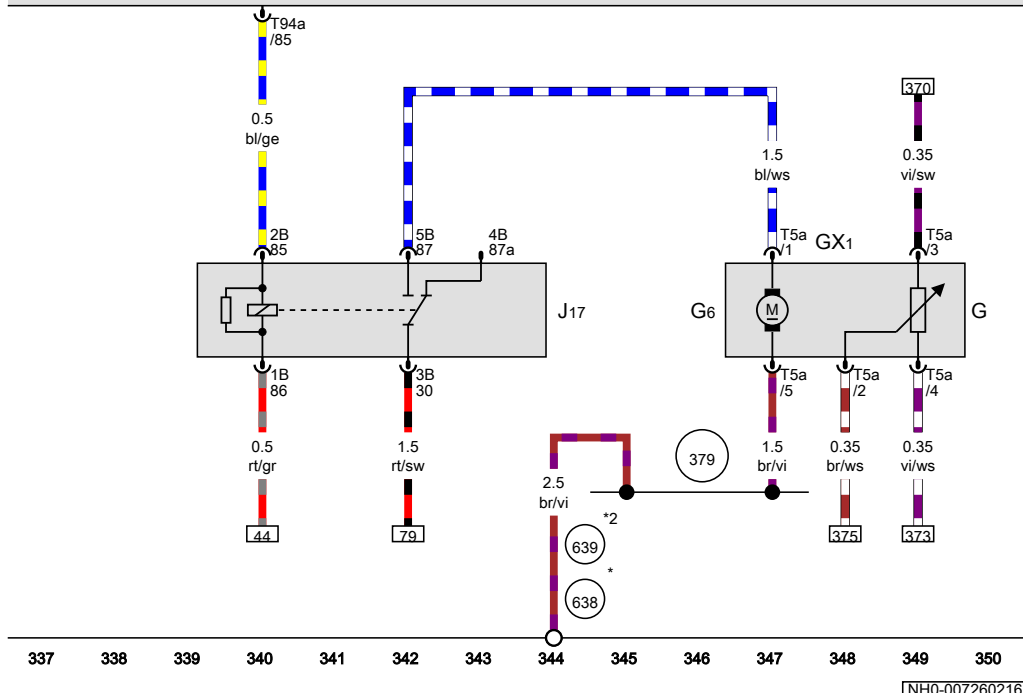 T94a
/85
370
0.5
bl/ge
1.5
bl/ws
0.35
vi/sw
2B
85
5B
87
4B
87a
T5a
/1
GX1
T5a
/3
J17
G6
M
G
1B
86
3B
30
T5a
/5
T5a
/2
T5a
/4
0.5
rt/gr
1.5
rt/sw
2.5
br/vi
379
1.5
br/vi
0.35
br/ws
0.35
vi/ws
*2
44
79
639
375
373
*
638
337 338 339 340 341 342 343 344 345 346 347 348 349 350
NH0-007260216